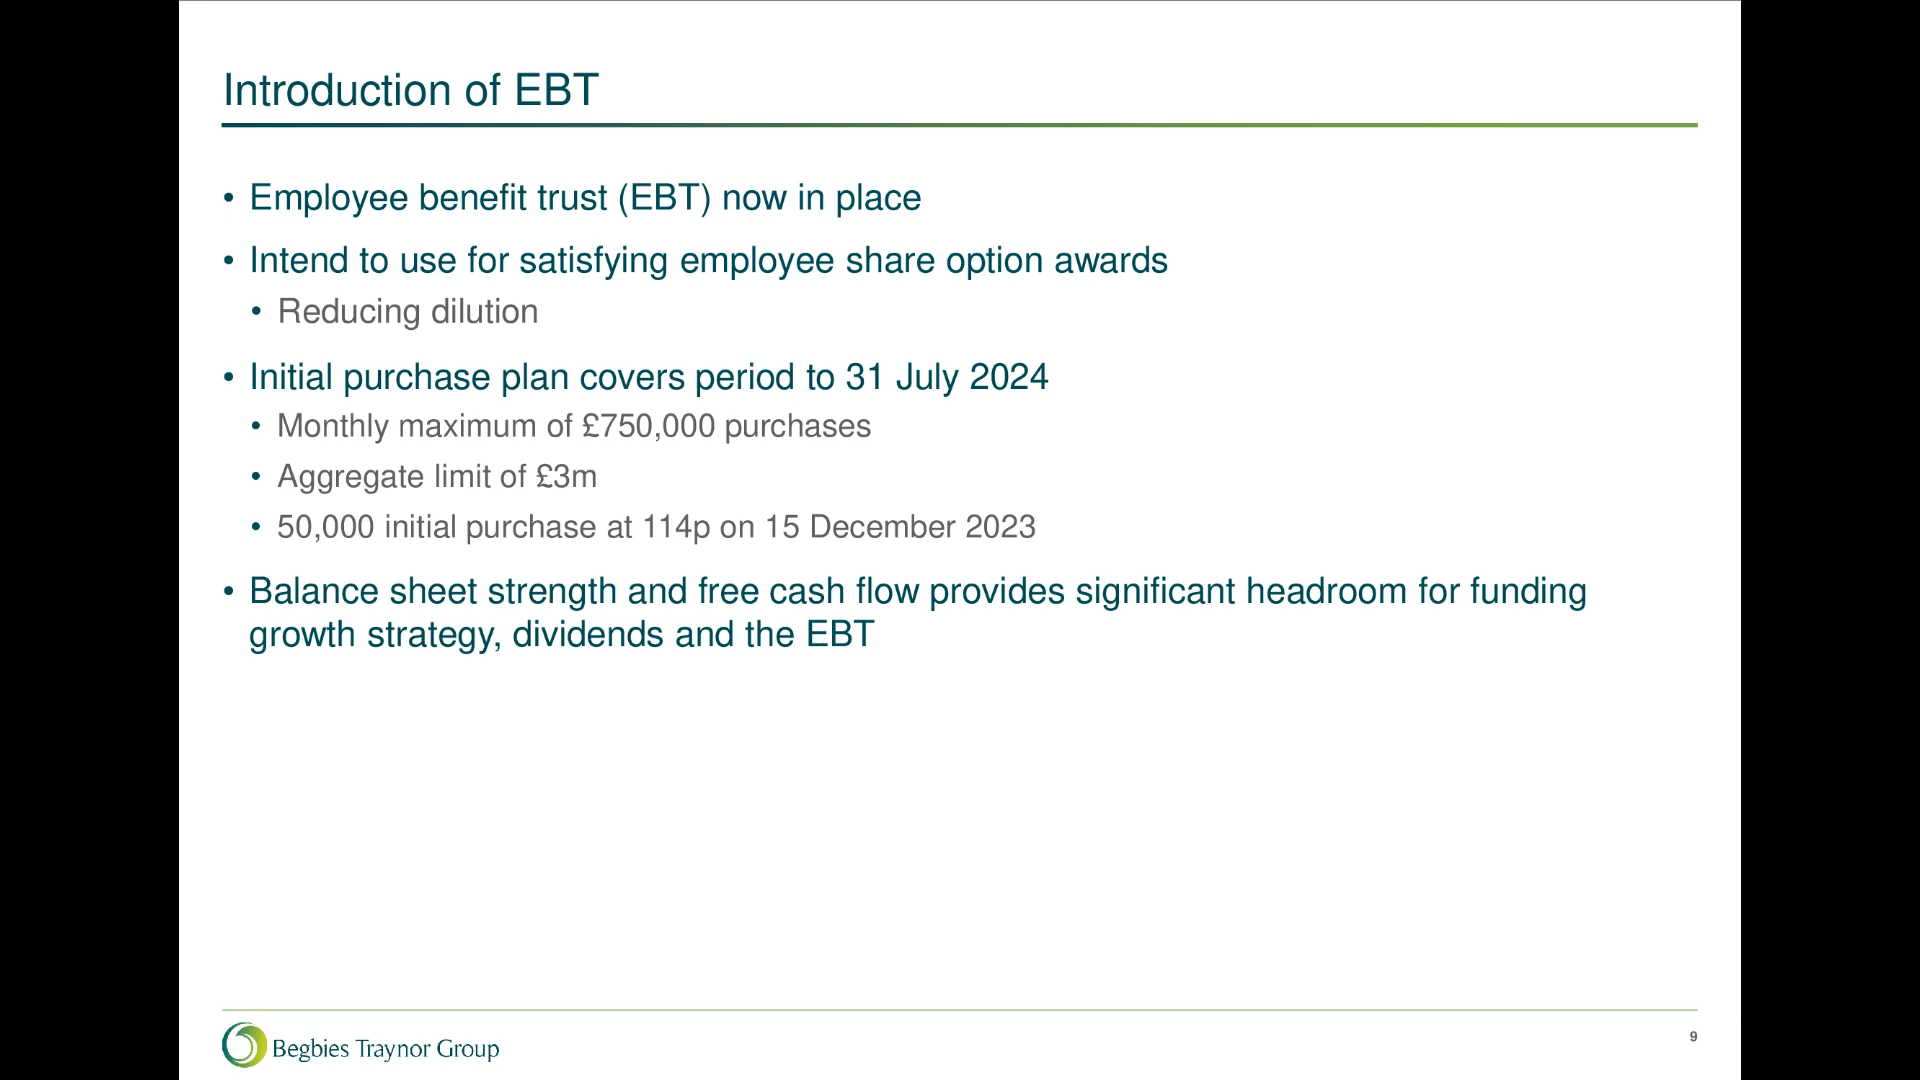 Introduction of EBT
• Employee benefit trust (EBT) now in place
• Intend to use for satisfying employee share option awards
• Reducing dilution
• Initial purchase plan covers period to 31 July 2024
• Monthly maximum of £750,000 purchases
• Aggregate limit of £3m
• 50,000 initial purchase at 114p on 15 December 2023
• Balance sheet strength and free cash flow provides significant headroom for funding
growth strategy, dividends and the EBT
Begbies Traynor Group
9